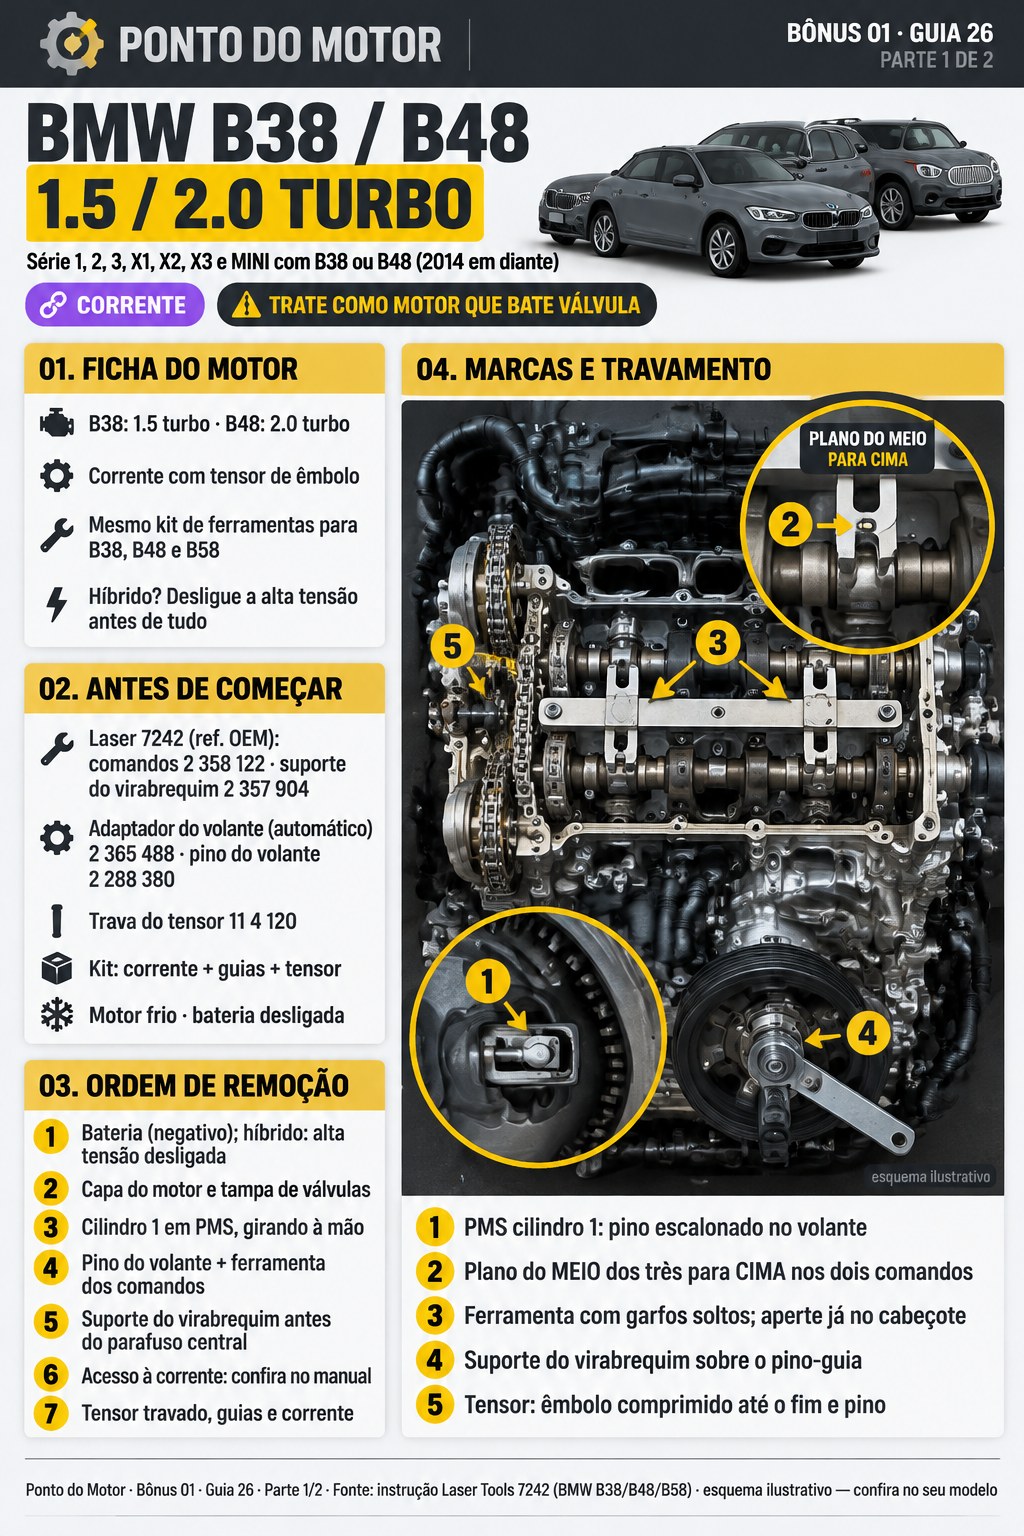 PONTO DO MOTOR
BÔNUS 01 · GUIA 26
PARTE 1 DE 2
BMW B38 / B48
1.5 / 2.0 TURBO
Série 1, 2, 3, X1, X2, X3 e MINI com B38 ou B48 (2014 em diante)
CORRENTE
TRATE COMO MOTOR QUE BATE VÁLVULA
01. FICHA DO MOTOR
B38: 1.5 turbo · B48: 2.0 turbo
Corrente com tensor de êmbolo
Mesmo kit de ferramentas para
B38, B48 e B58
Híbrido? Desligue a alta tensão
antes de tudo
02. ANTES DE COMEÇAR
Laser 7242 (ref. OEM):
comandos 2 358 122 · suporte
do virabrequim 2 357 904
Adaptador do volante (automático)
2 365 488 · pino do volante
2 288 380
Trava do tensor 11 4 120
Kit: corrente + guias + tensor
Motor frio · bateria desligada
03. ORDEM DE REMOÇÃO
1 Bateria (negativo); híbrido: alta
tensão desligada
2 Capa do motor e tampa de válvulas
3 Cilindro 1 em PMS, girando à mão
4 Pino do volante + ferramenta
dos comandos
5 Suporte do virabrequim antes
do parafuso central
6 Acesso à corrente: confira no manual
7 Tensor travado, guias e corrente
04. MARCAS E TRAVAMENTO
PLANO DO MEIO
PARA CIMA
2
3
5
1
4
esquema ilustrativo
1 PMS cilindro 1: pino escalonado no volante
2 Plano do MEIO dos très para CIMA nos dois comandos
3 Ferramenta com garfos soltos; aperte já no cabeçote
4 Suporte do virabrequim sobre o pino-guia
5 Tensor: êmbolo comprimido até o fim e pino
Ponto do Motor · Bônus 01 · Guia 26 · Parte 1/2 · Fonte: instrução Laser Tools 7242 (BMW B38/B48/B58) · esquema ilustrativo — confira no seu modelo